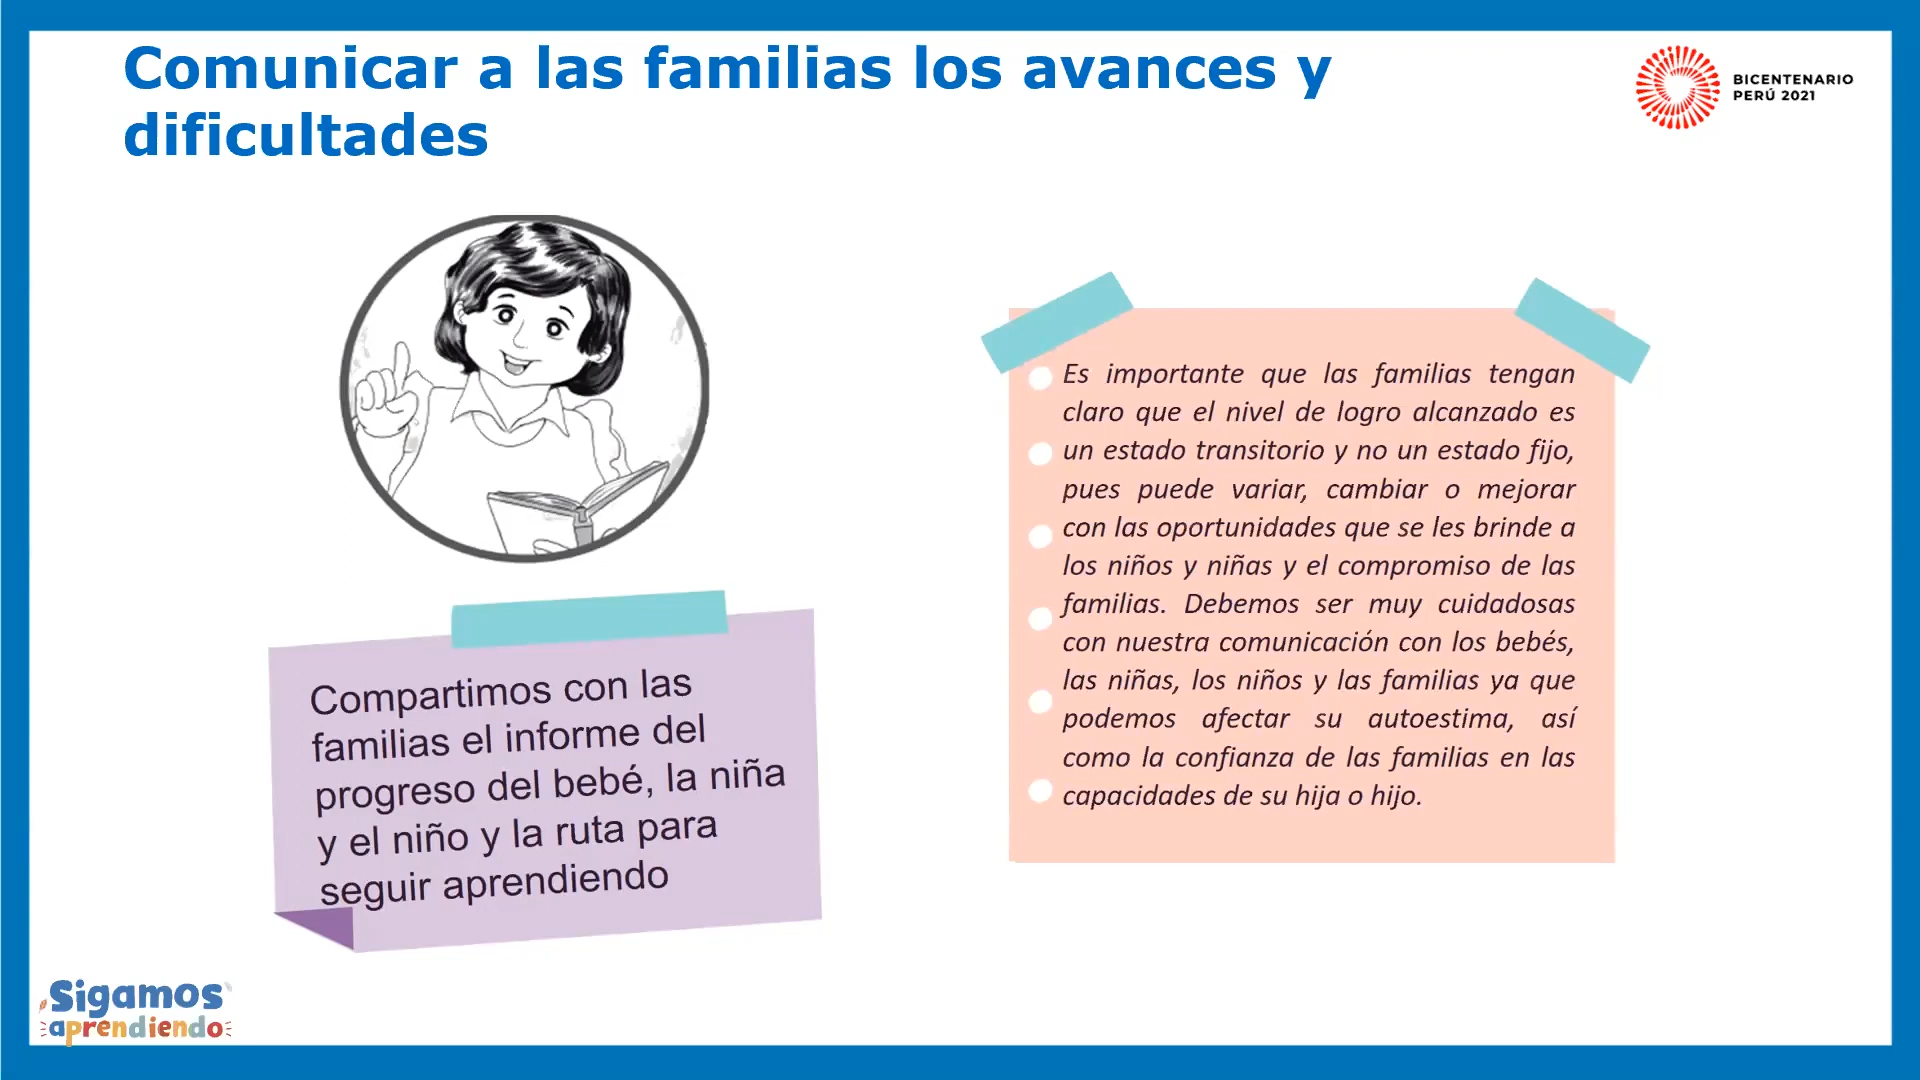 Comunicar a las familias los avances y
dificultades
BICENTENARIO
PERÚ 2021
Compartimos con las
familias el informe del
progreso del bebé, la niña
y el niño y la ruta para
seguir aprendiendo
Es importante que las familias tengan
claro que el nivel de logro alcanzado es
un estado transitorio y no un estado fijo,
pues puede variar, cambiar o mejorar
con las oportunidades que se les brinde a
los niños y niñas y el compromiso de las
familias. Debemos ser muy cuidadosas
con nuestra comunicación con los bebés,
las niñas, los niños y las familias ya que
podemos afectar su autoestima, así
como la confianza de las familias en las
capacidades de su hija o hijo.
Sigamos
aprendiendo